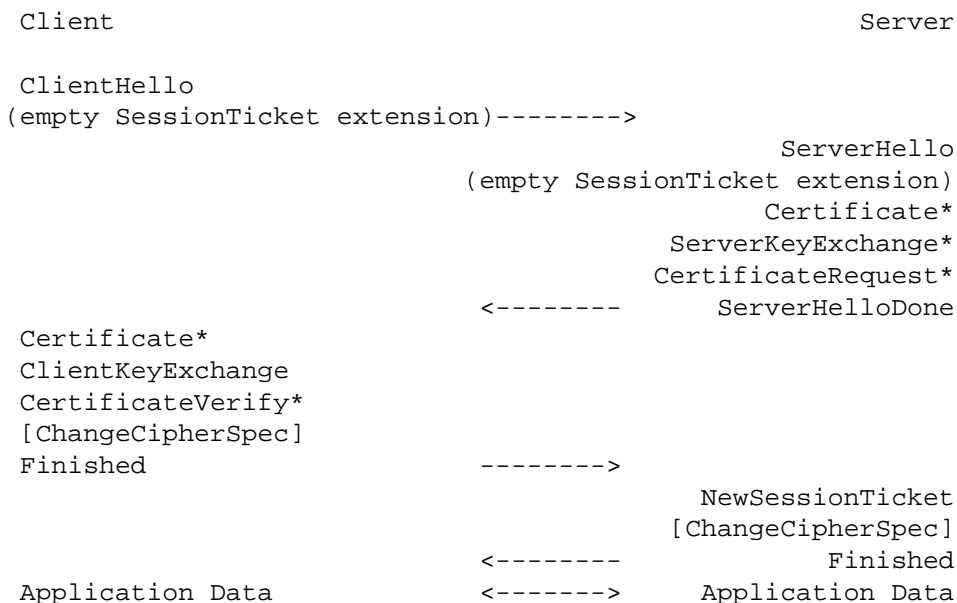 Client                                               Server

ClientHello
(empty SessionTicket extension)-------->
                                                ServerHello
                            (empty SessionTicket extension)
                                               Certificate*
                                         ServerKeyExchange*
                                        CertificateRequest*
                             <--------      ServerHelloDone
Certificate*
ClientKeyExchange
CertificateVerify*
[ChangeCipherSpec]
Finished                     -------->
                                           NewSessionTicket
                                         [ChangeCipherSpec]
                             <--------             Finished
Application Data             <------->     Application Data